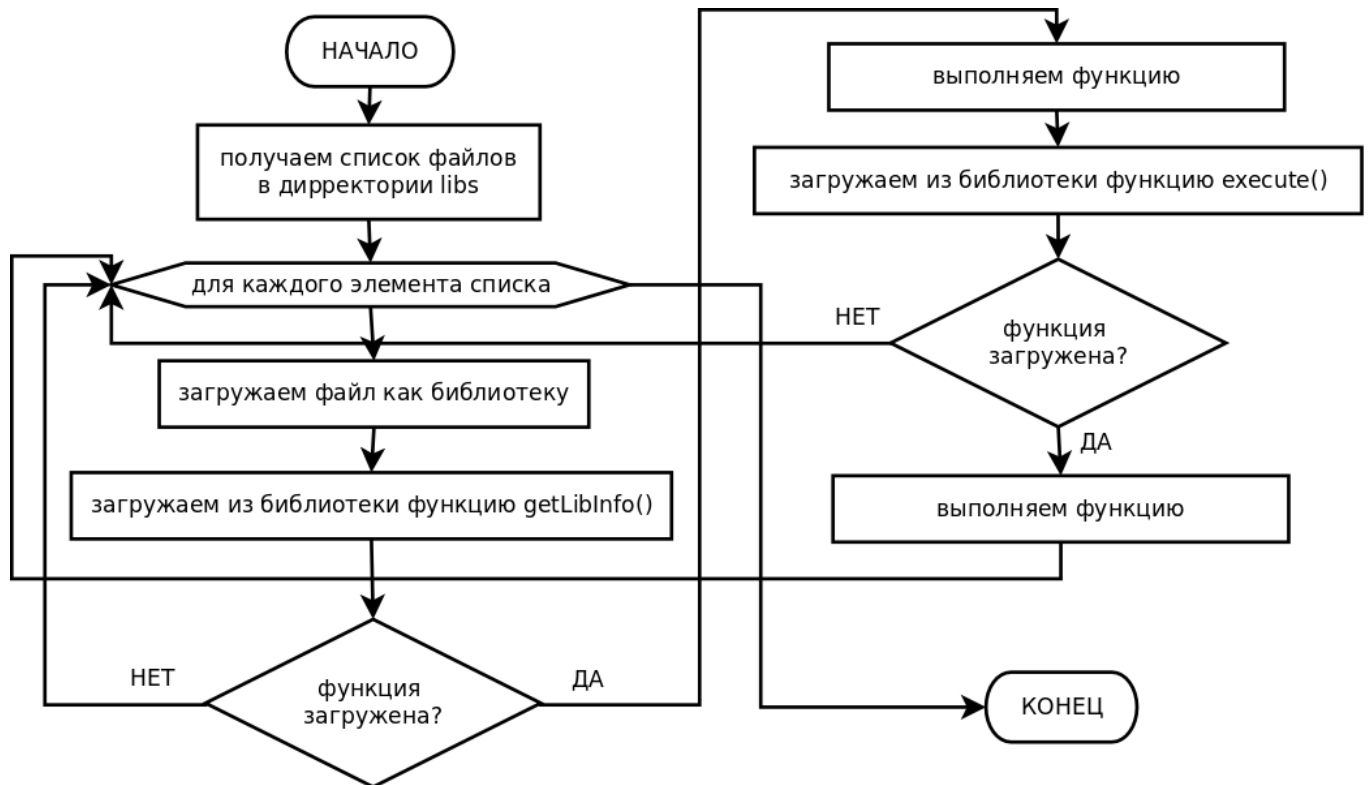 НАЧАЛО
получаем список файлов
в дирректории libs
для каждого элемента списка
загружаем файл как библиотеку
загружаем из библиотеки функцию getLibInfo()
функция
загружена?
НЕТ
ДА
выполняем функцию
загружаем из библиотеки функцию execute()
функция
загружена?
НЕТ
ДА
выполняем функцию
КОНЕЦ